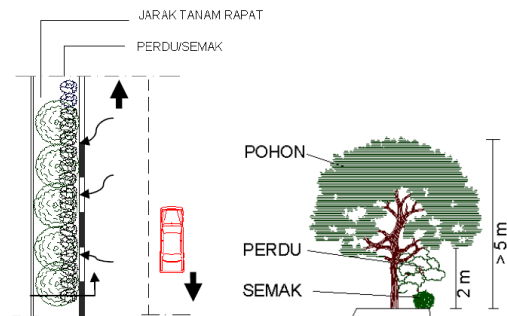 JARAK TANAM RAPAT
PERDU/SEMAK
POHON
PERDU
SEMAK
2 m
> 5 m